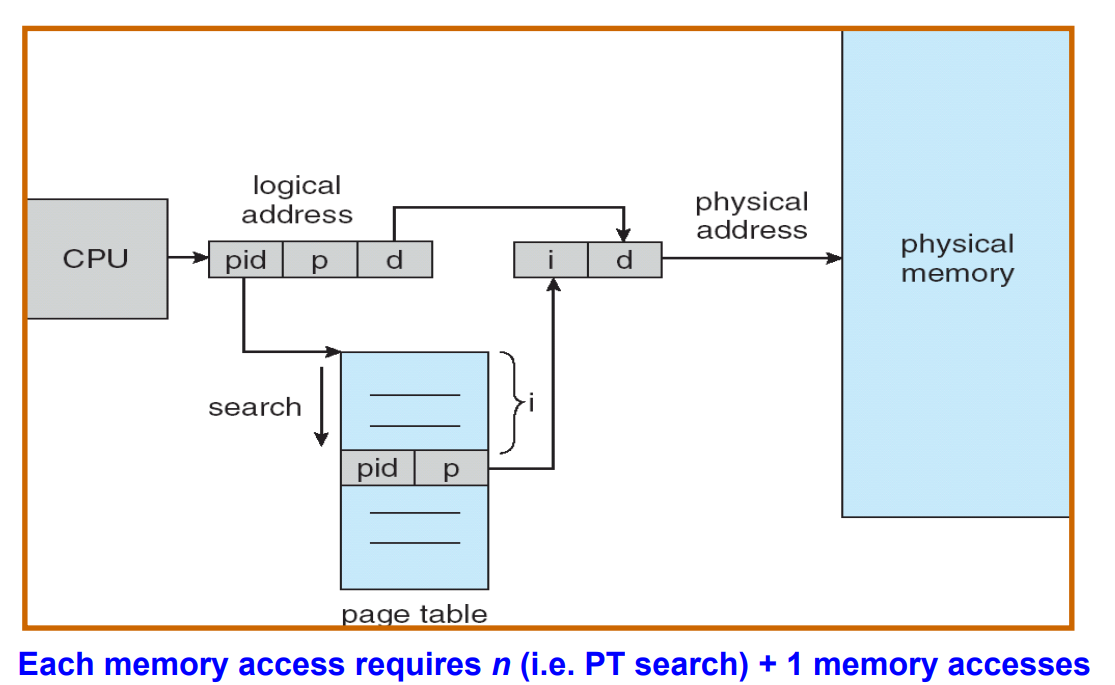 logical
address
physical
address
CPU
pid p d
i d
physical
memory
search
i
pid p
page table
Each memory access requires n (i.e. PT search) + 1 memory accesses